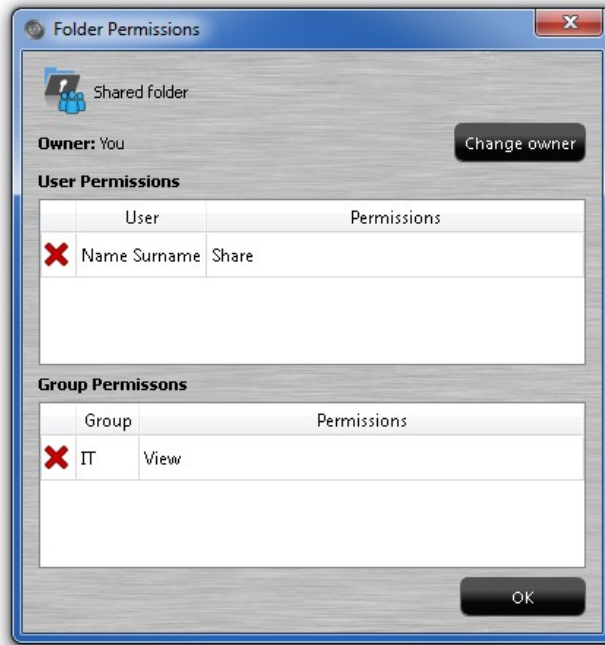 Folder Permissions
Shared folder
Owner: You
Change owner
User Permissions
User Permissions
Name Surname Share
Group Permissons
Group Permissions
IT View
OK